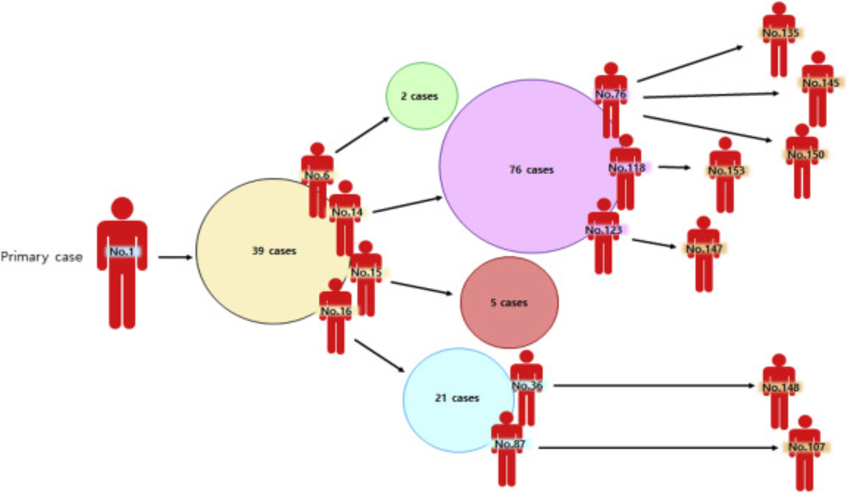 Primary case
No.1
39 cases
No.6
No.14
No.15
No.16
2 cases
76 cases
5 cases
21 cases
No.76
No.118
No.123
No.36
No.87
No.135
No.145
No.150
No.153
No.147
No.148
No.107